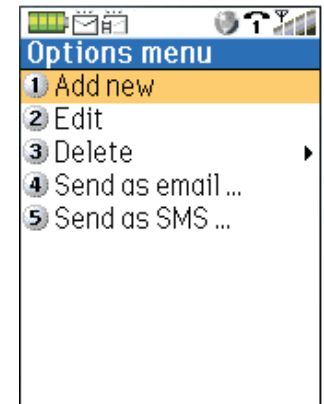 Options menu
1 Add new
2 Edit
3 Delete
4 Send as email ...
5 Send as SMS ...